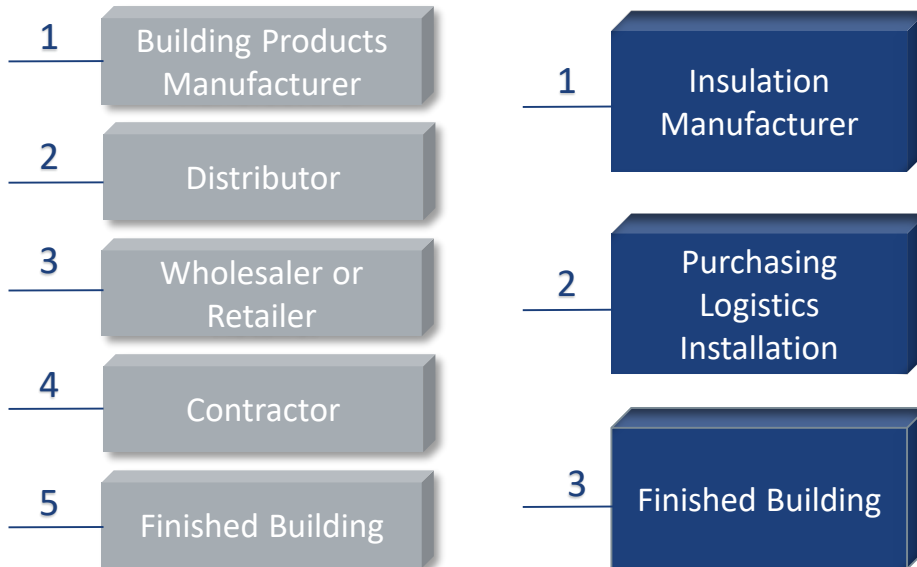 1
Building Products
Manufacturer
2
Distributor
3
Wholesaler or
Retailer
4
Contractor
5
Finished Building
1
Insulation
Manufacturer
2
Purchasing
Logistics
Installation
3
Finished Building